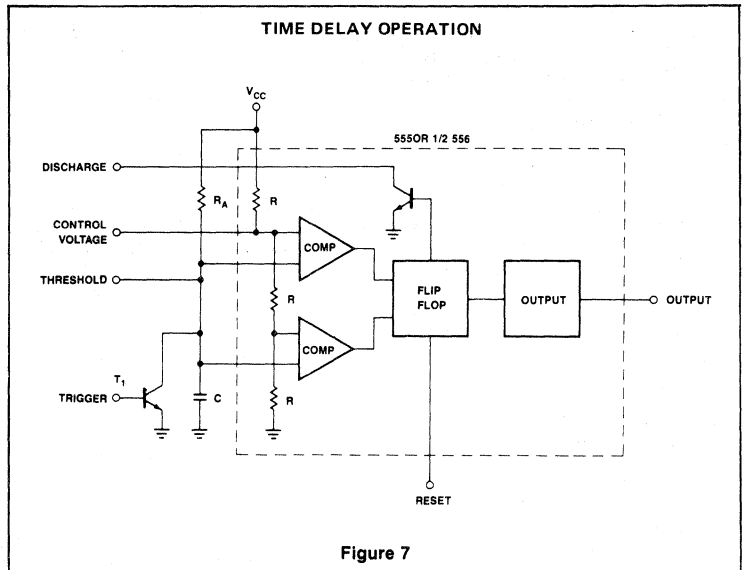 TIME DELAY OPERATION
VCC
555OR 1/2 556
DISCHARGE
RA
R
CONTROL
VOLTAGE
COMP
THRESHOLD
R
FLIP
FLOP
OUTPUT
OUTPUT
COMP
T1
TRIGGER
C
R
RESET
Figure 7